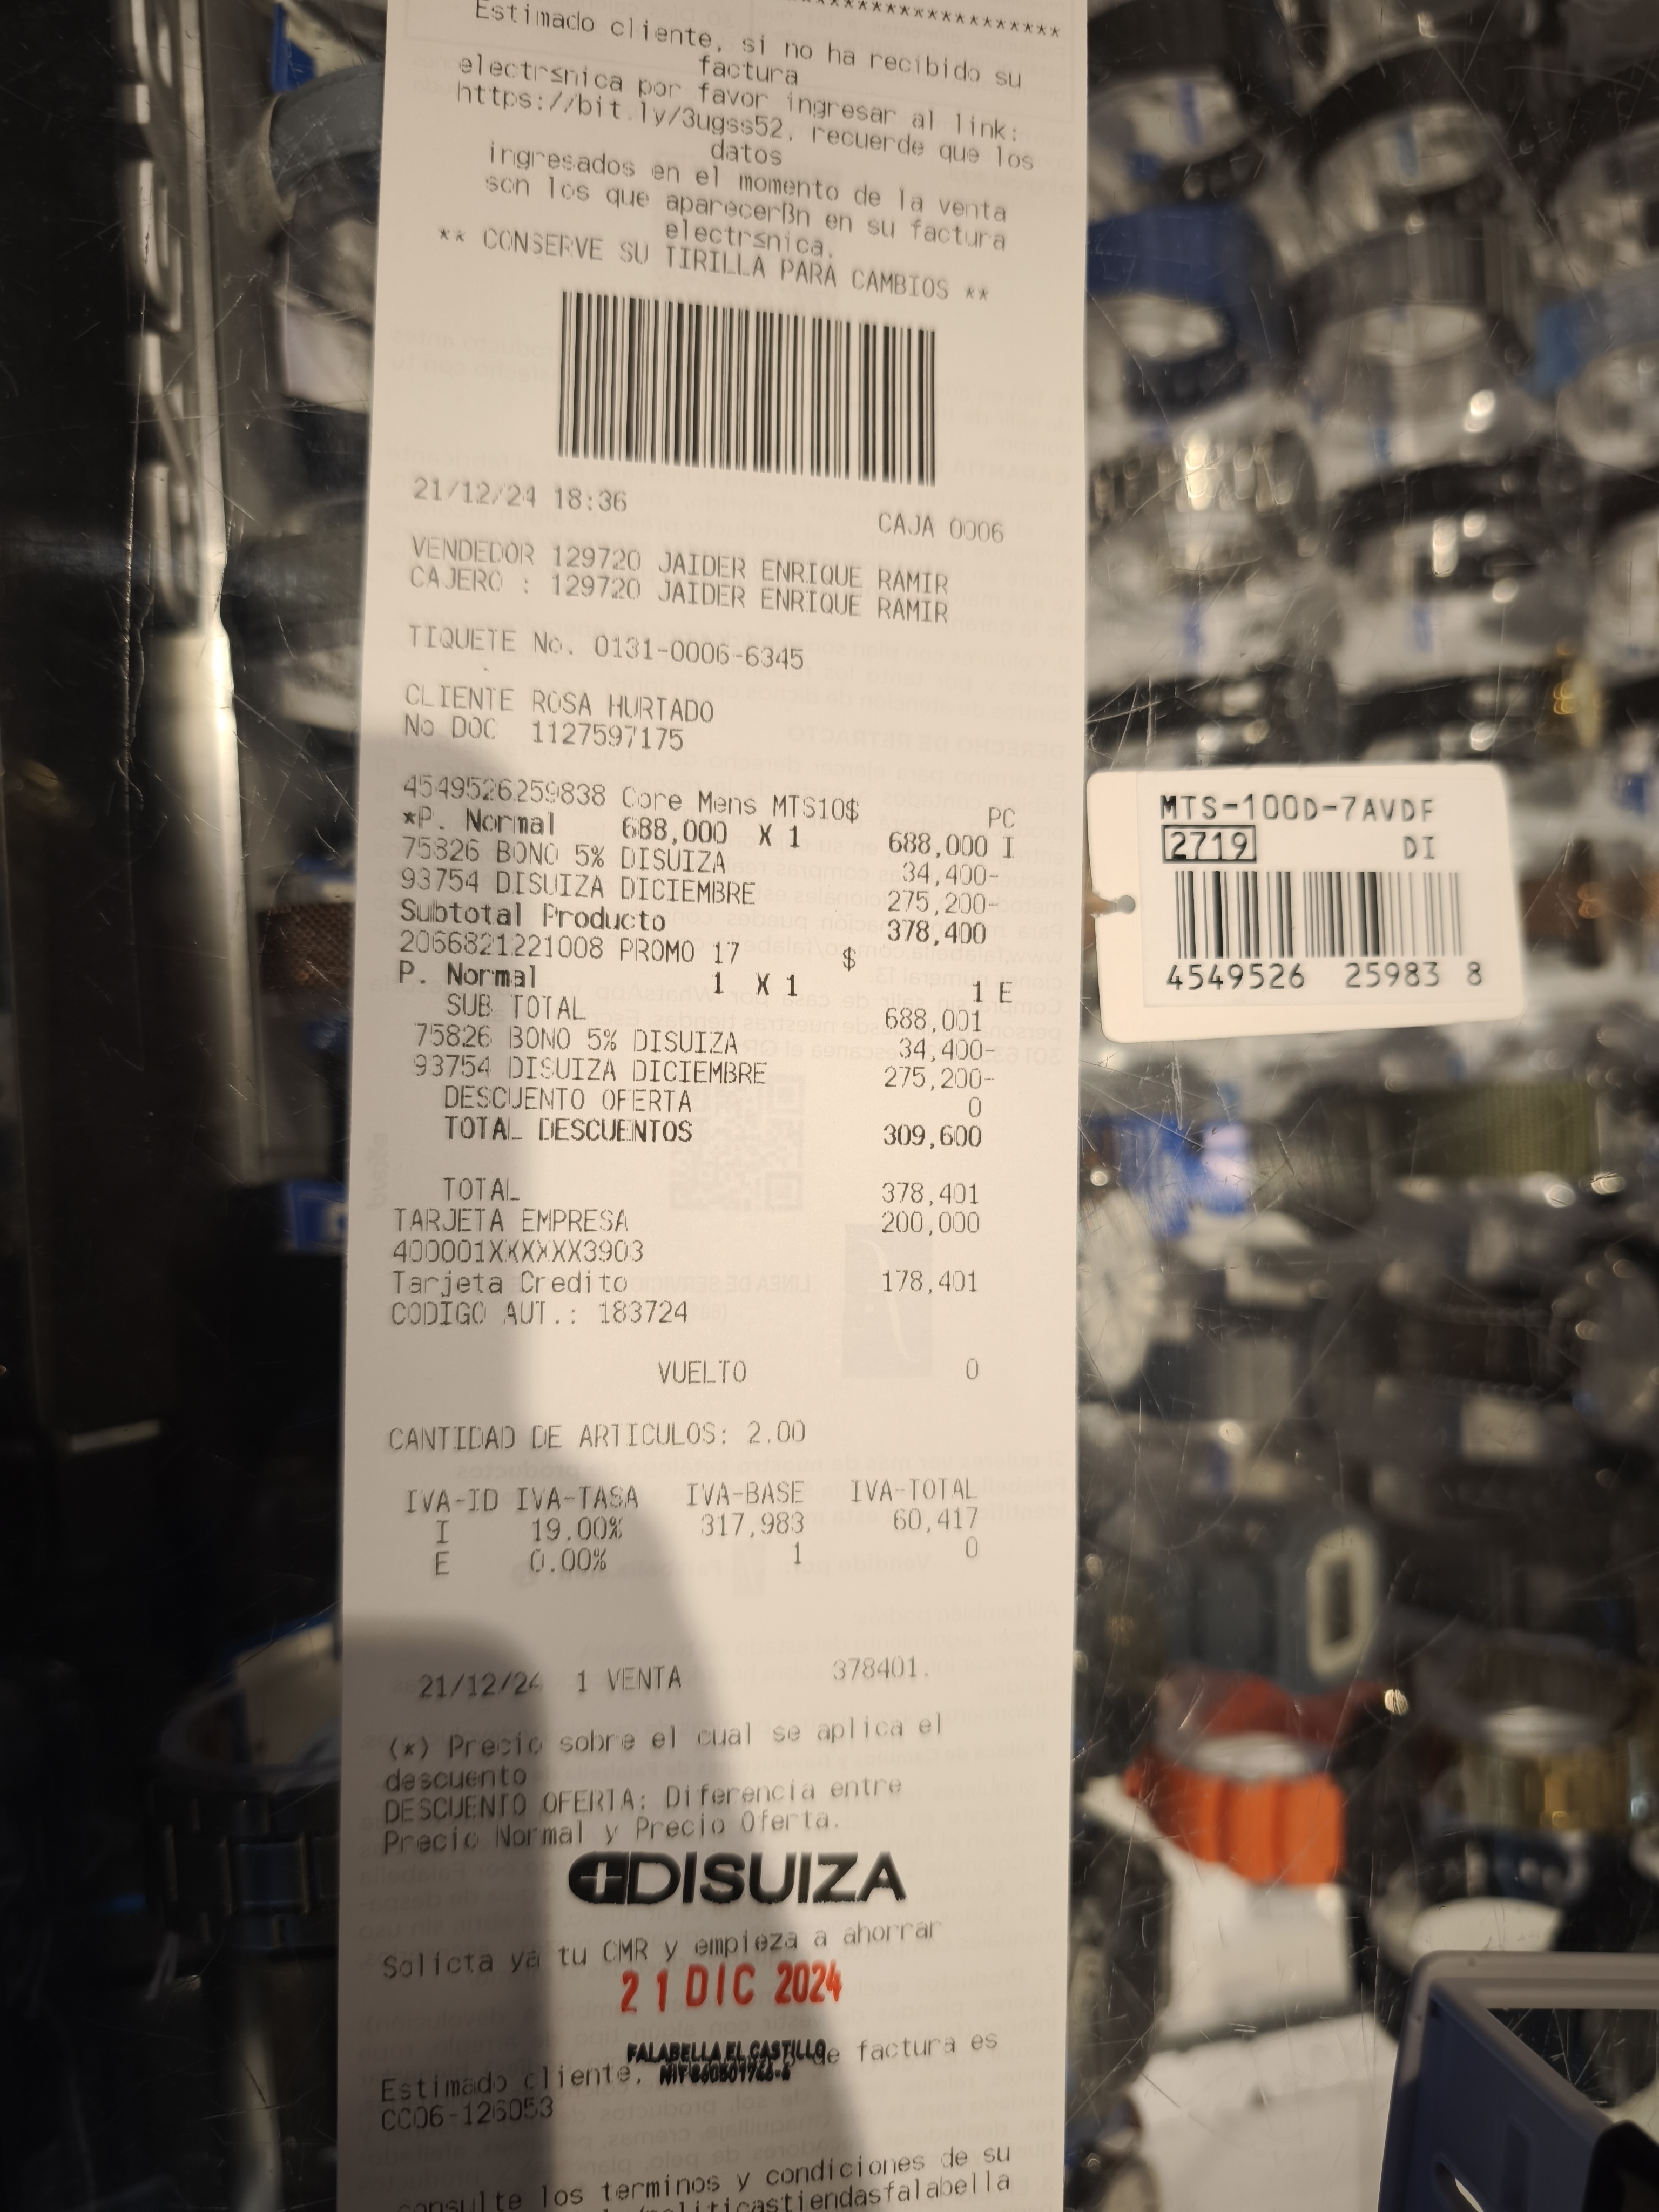 ********************
Estimado cliente, si no ha recibido su
factura
electr≤nica por favor ingresar al link:
https://bit.ly/3ugss52, recuerde que los
datos
ingresados en el momento de la venta
son los que aparecerßn en su factura
electr≤nica.
** CONSERVE SU TIRILLA PARA CAMBIOS **
21/12/24 18:36 CAJA 0006
VENDEDOR 129720 JAIDER ENRIQUE RAMIR
CAJERO : 129720 JAIDER ENRIQUE RAMIR
TIQUETE No. 0131-0006-6345
CLIENTE ROSA HURTADO
No DOC 1127597175
4549526259838 Core Mens MTS10$ PC
*P. Normal 688,000 X 1 688,000 I
75826 BONO 5% DISUIZA 34,400-
93754 DISUIZA DICIEMBRE 275,200-
Subtotal Producto 378,400
2066821221008 PROMO 17 $
P. Normal 1 X 1 1 E
SUB TOTAL 688,001
75826 BONO 5% DISUIZA 34,400-
93754 DISUIZA DICIEMBRE 275,200-
DESCUENTO OFERTA 0
TOTAL DESCUENTOS 309,600
TOTAL 378,401
TARJETA EMPRESA 200,000
400001XXXXXX3903
Tarjeta Credito 178,401
CODIGO AUT.: 183724
VUELTO 0
CANTIDAD DE ARTICULOS: 2.00
IVA-ID IVA-TASA IVA-BASE IVA-TOTAL
I 19.00% 317,983 60,417
E 0.00% 1 0
21/12/24 1 VENTA 378401.
(*) Precio sobre el cual se aplica el
descuento
DESCUENTO OFERTA: Diferencia entre
Precio Normal y Precio Oferta.
DISUIZA
Solicta ya tu CMR y empieza a ahorrar
21 DIC 2024
FALABELLA EL CASTILLO
Estimado cliente, de factura es
CC06-126053
consulte los terminos y condiciones de su
politicastiendasfalabella
MTS-100D-7AVDF
2719 DI
4549526 25983 8